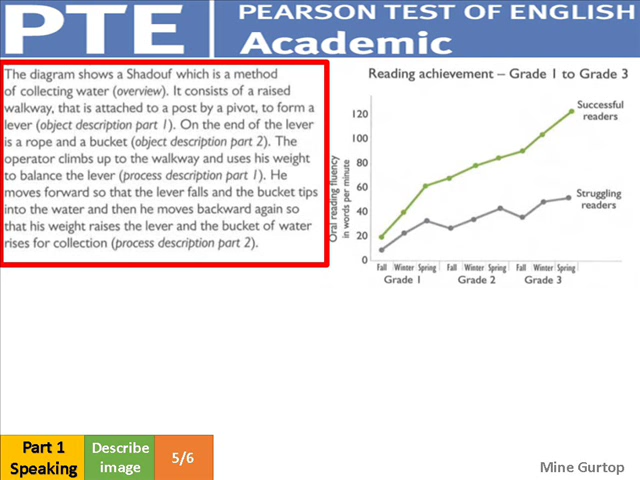 PTE
PEARSON TEST OF ENGLISH
Academic
The diagram shows a Shadouf which is a method
of collecting water (overview). It consists of a raised
walkway, that is attached to a post by a pivot, to form a
lever (object description part 1). On the end of the lever
is a rope and a bucket (object description part 2). The
operator climbs up to the walkway and uses his weight
to balance the lever (process description part 1). He
moves forward so that the lever falls and the bucket tips
into the water and then he moves backward again so
that his weight raises the lever and the bucket of water
rises for collection (process description part 2).
Reading achievement – Grade 1 to Grade 3
Oral reading fluency
in words per minute
120
100
80
60
40
20
0
Successful
readers
Struggling
readers
Fall Winter Spring Fall Winter Spring Fall Winter Spring
Grade 1 Grade 2 Grade 3
Part 1
Speaking
Describe
image
5/6
Mine Gurtop